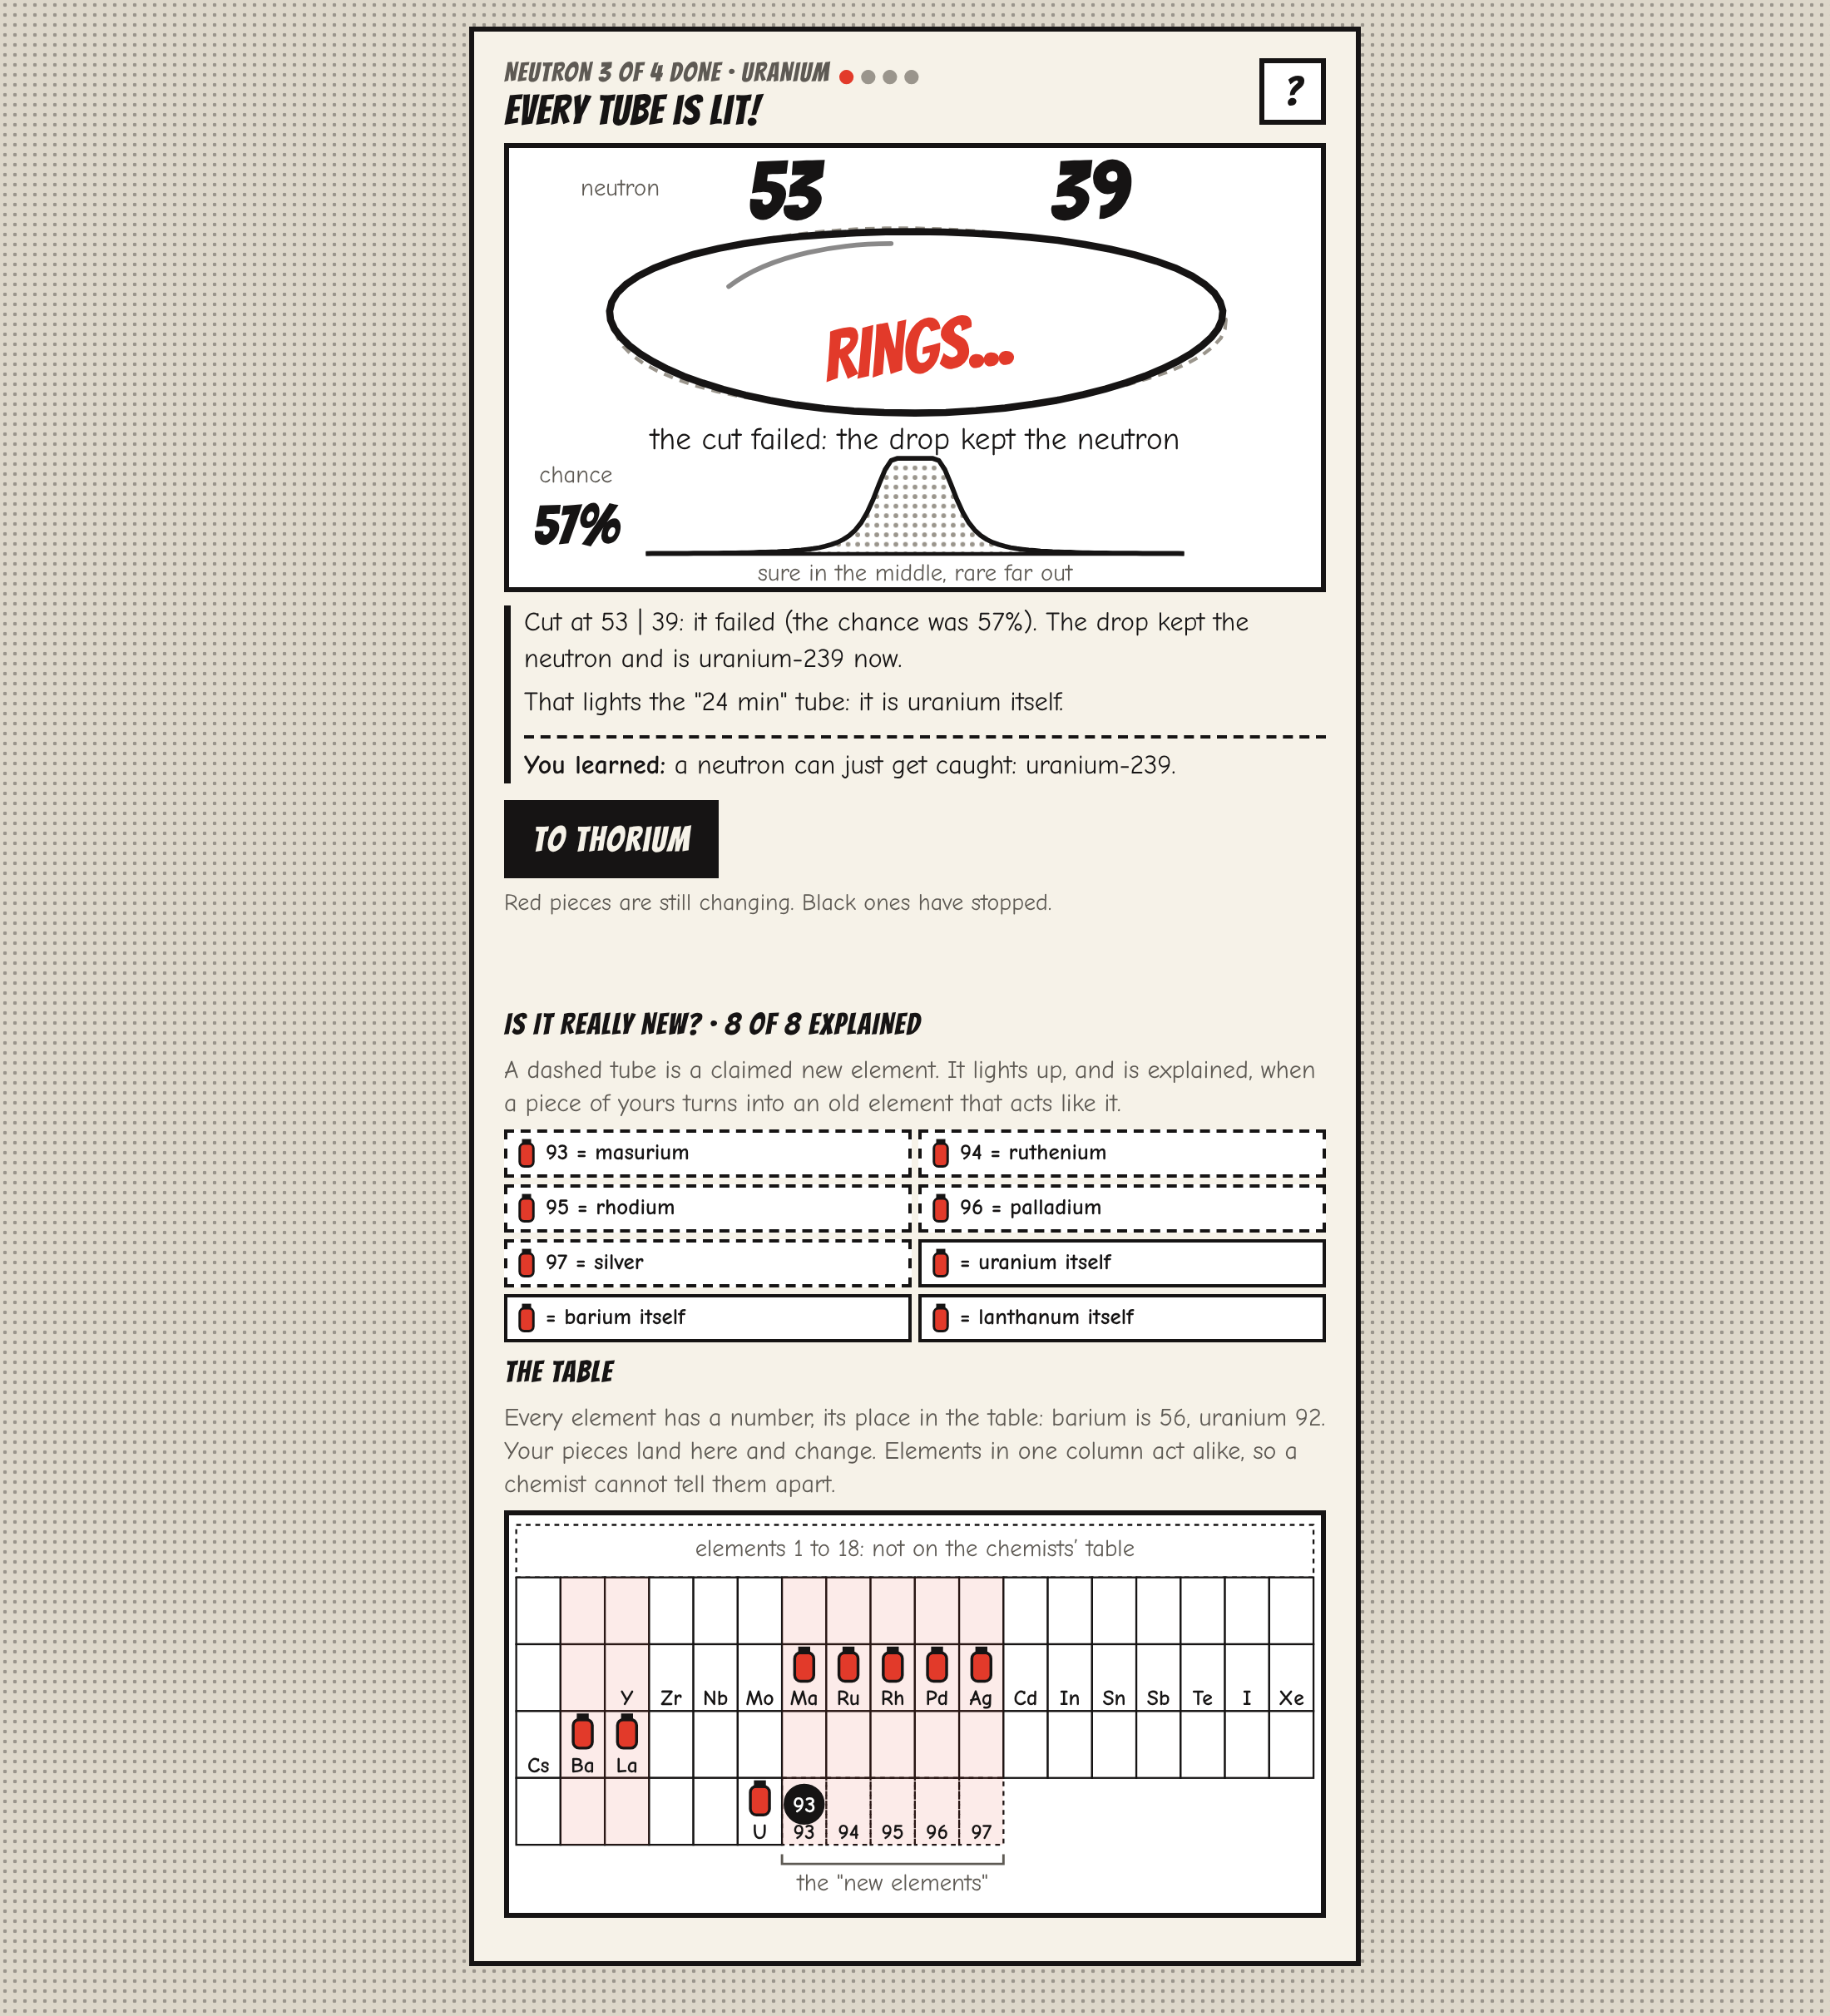 NEUTRON 3 OF 4 DONE · URANIUM
EVERY TUBE IS LIT!
?
neutron
53
39
RINGS...
the cut failed: the drop kept the neutron
chance
57%
sure in the middle, rare far out
Cut at 53 | 39: it failed (the chance was 57%). The drop kept the
neutron and is uranium-239 now.
That lights the "24 min" tube: it is uranium itself.
You learned: a neutron can just get caught: uranium-239.
TO THORIUM
Red pieces are still changing. Black ones have stopped.
IS IT REALLY NEW? · 8 OF 8 EXPLAINED
A dashed tube is a claimed new element. It lights up, and is explained, when
a piece of yours turns into an old element that acts like it.
93 = masurium
94 = ruthenium
95 = rhodium
96 = palladium
97 = silver
= uranium itself
= barium itself
= lanthanum itself
THE TABLE
Every element has a number, its place in the table: barium is 56, uranium 92.
Your pieces land here and change. Elements in one column act alike, so a
chemist cannot tell them apart.
elements 1 to 18: not on the chemists' table
Y Zr Nb Mo Ma Ru Rh Pd Ag Cd In Sn Sb Te I Xe
Cs Ba La
93
U 93 94 95 96 97
the "new elements"